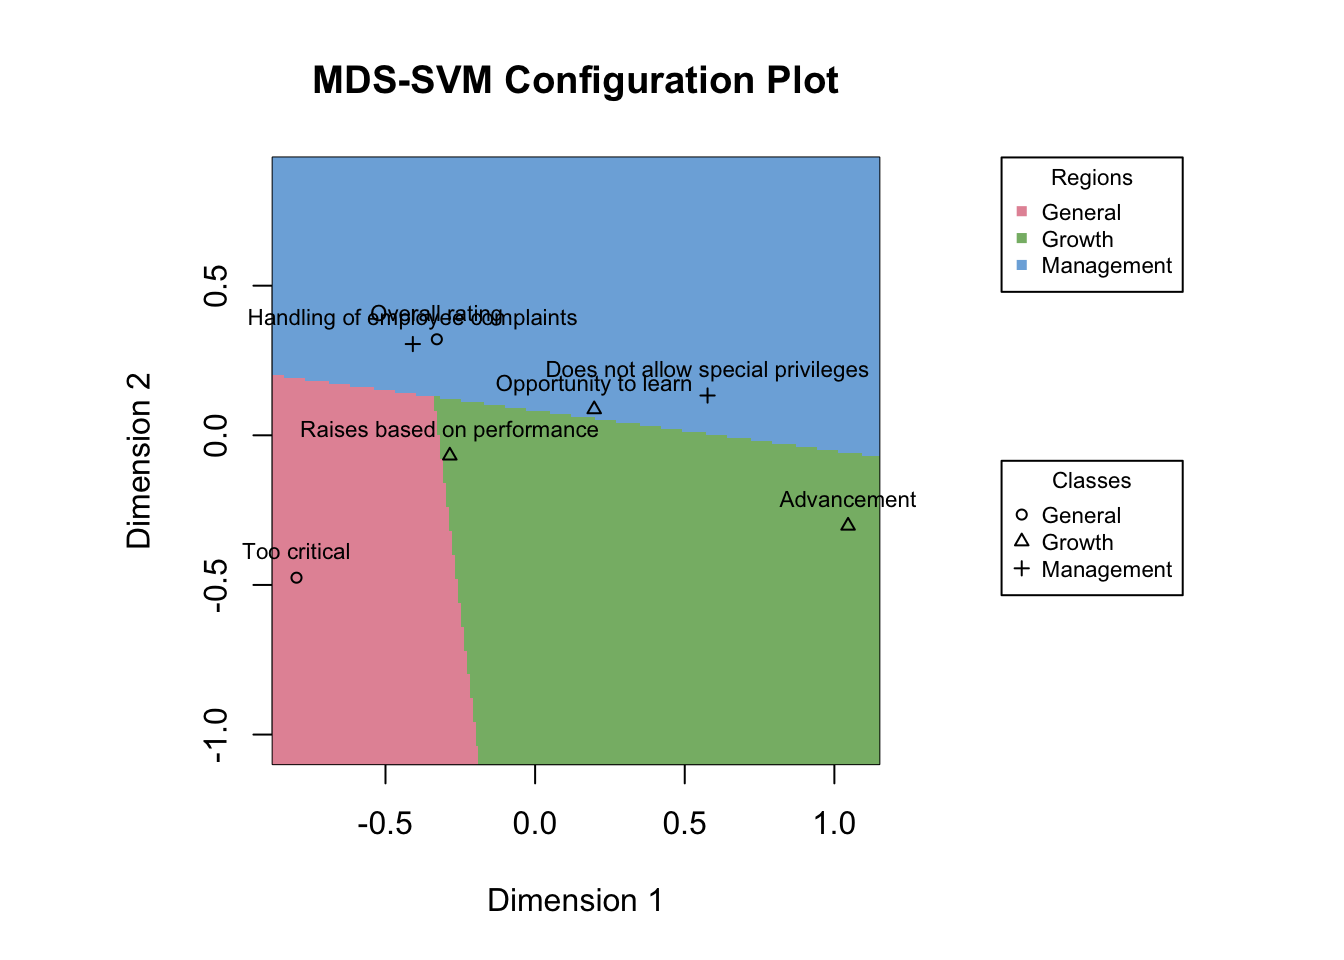 MDS-SVM Configuration Plot
Regions
General
Growth
Management
Overall rating
Handling of employee complaints
Does not allow special privileges
Opportunity to learn
Raises based on performance
Advancement
Too critical
Classes
General
Growth
Management
Dimension 2
0.5
0.0
-0.5
-1.0
-0.5 0.0 0.5 1.0
Dimension 1